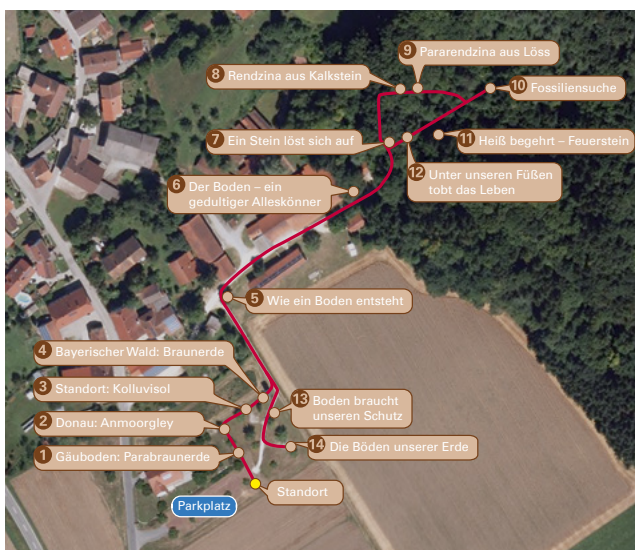 9 Pararendzina aus Löss
8 Rendzina aus Kalkstein
10 Fossiliensuche
7 Ein Stein löst sich auf
11 Heiß begehrt – Feuerstein
12 Unter unseren Füßen
tobt das Leben
6 Der Boden – ein
geduldiger Alleskönner
5 Wie ein Boden entsteht
4 Bayerischer Wald: Braunerde
3 Standort: Kolluvisol
13 Boden braucht
unseren Schutz
2 Donau: Anmoorgley
14 Die Böden unserer Erde
1 Gäuboden: Parabraunerde
Standort
Parkplatz